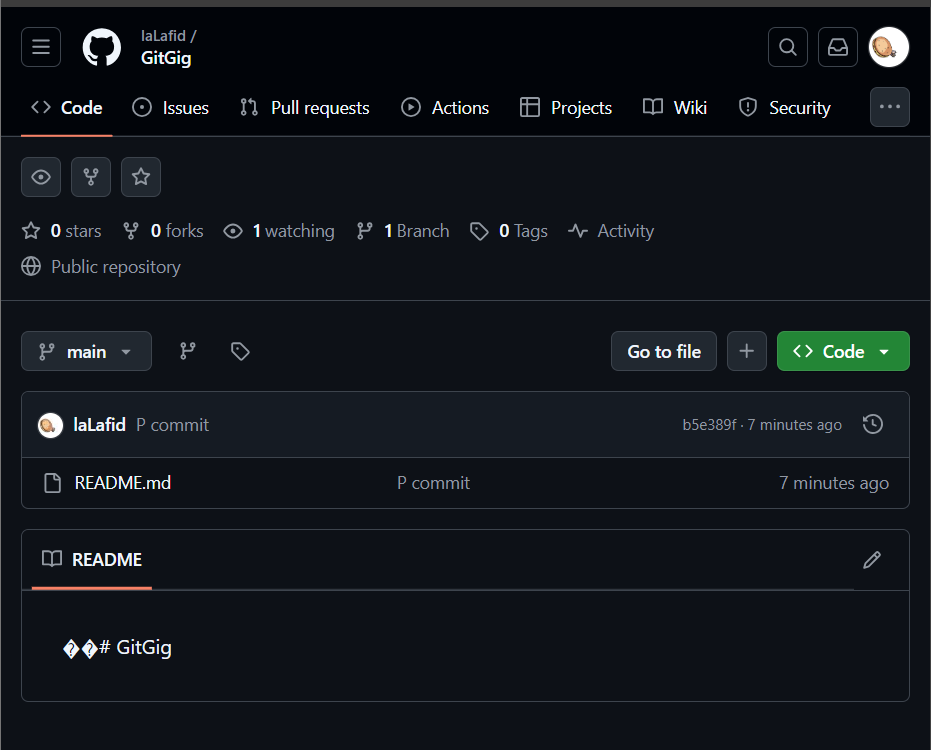 laLafid /
GitGig
Code Issues Pull requests Actions Projects Wiki Security
0 stars 0 forks 1 watching 1 Branch 0 Tags Activity
Public repository
main Go to file Code
laLafid P commit b5e389f · 7 minutes ago
README.md P commit 7 minutes ago
README
��# GitGig